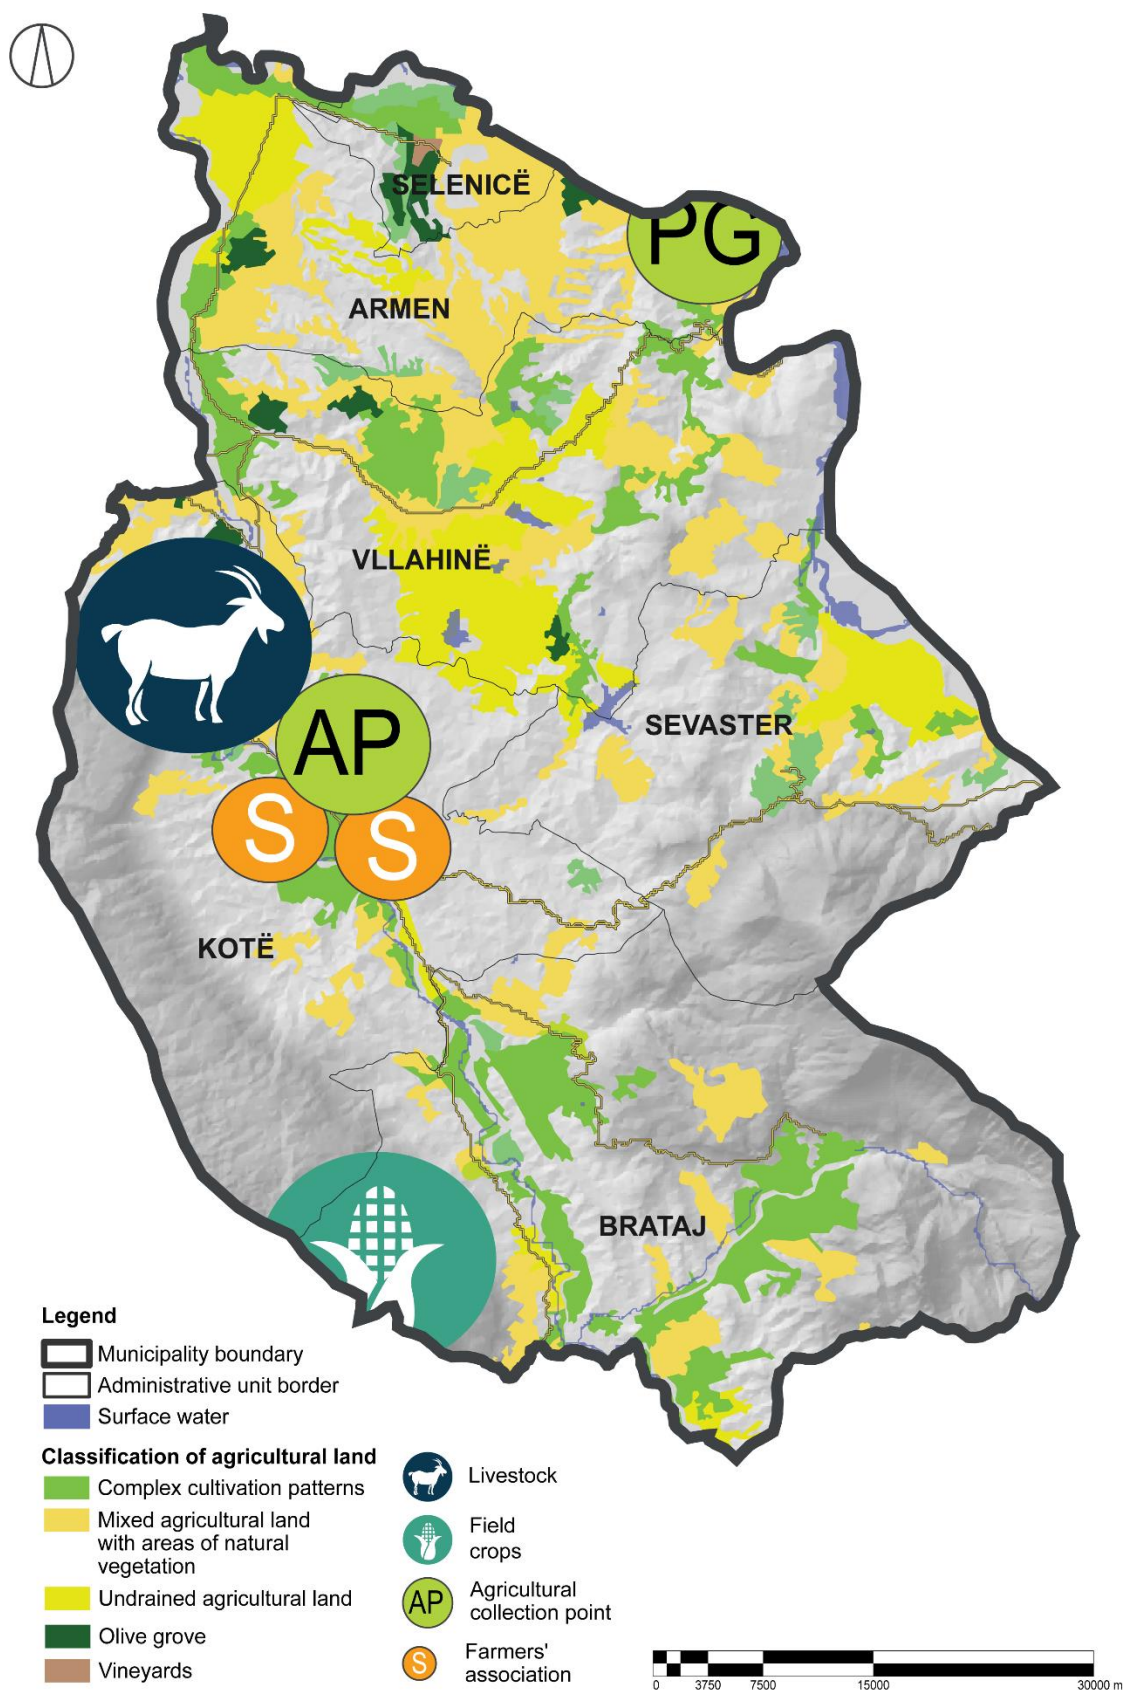 SELENICË
PG
ARMEN
VLLAHINË
SEVASTER
AP
S
S
KOTË
BRATAJ
Legend
Municipality boundary
Administrative unit border
Surface water
Classification of agricultural land
Complex cultivation patterns
Mixed agricultural land
with areas of natural
vegetation
Undrained agricultural land
Olive grove
Vineyards
Livestock
Field
crops
AP
Agricultural
collection point
S
Farmers'
association
0 3750 7500 15000 30000 m